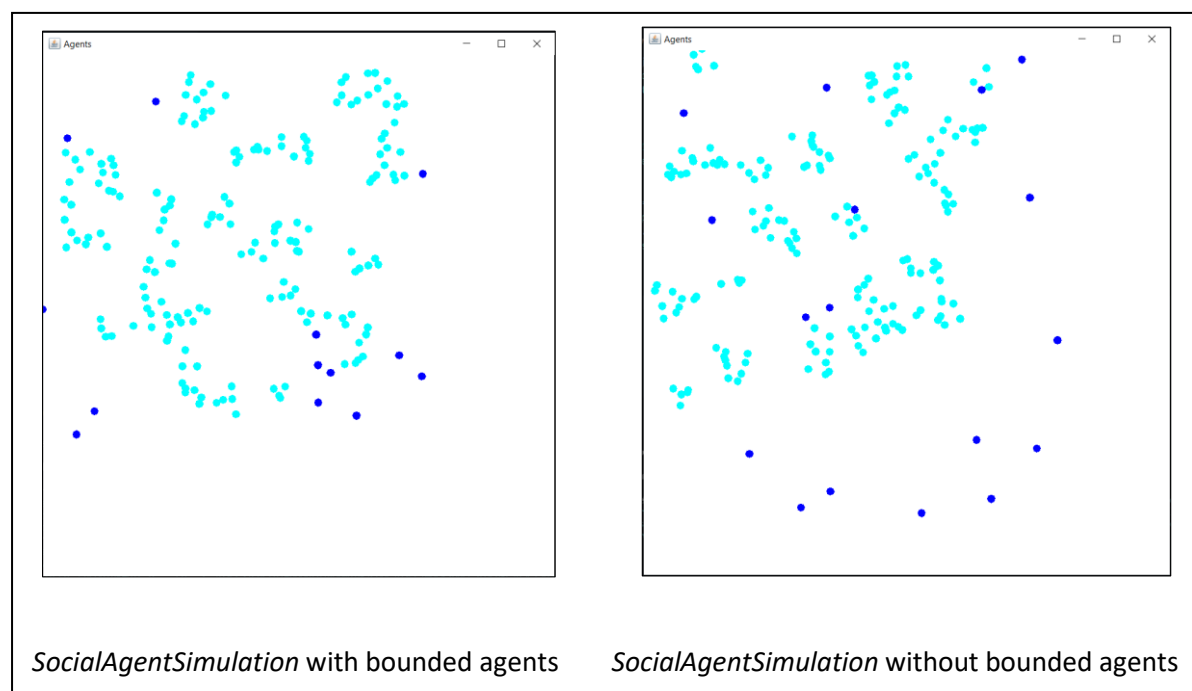 Agents
Agents
SocialAgentSimulation with bounded agents
SocialAgentSimulation without bounded agents